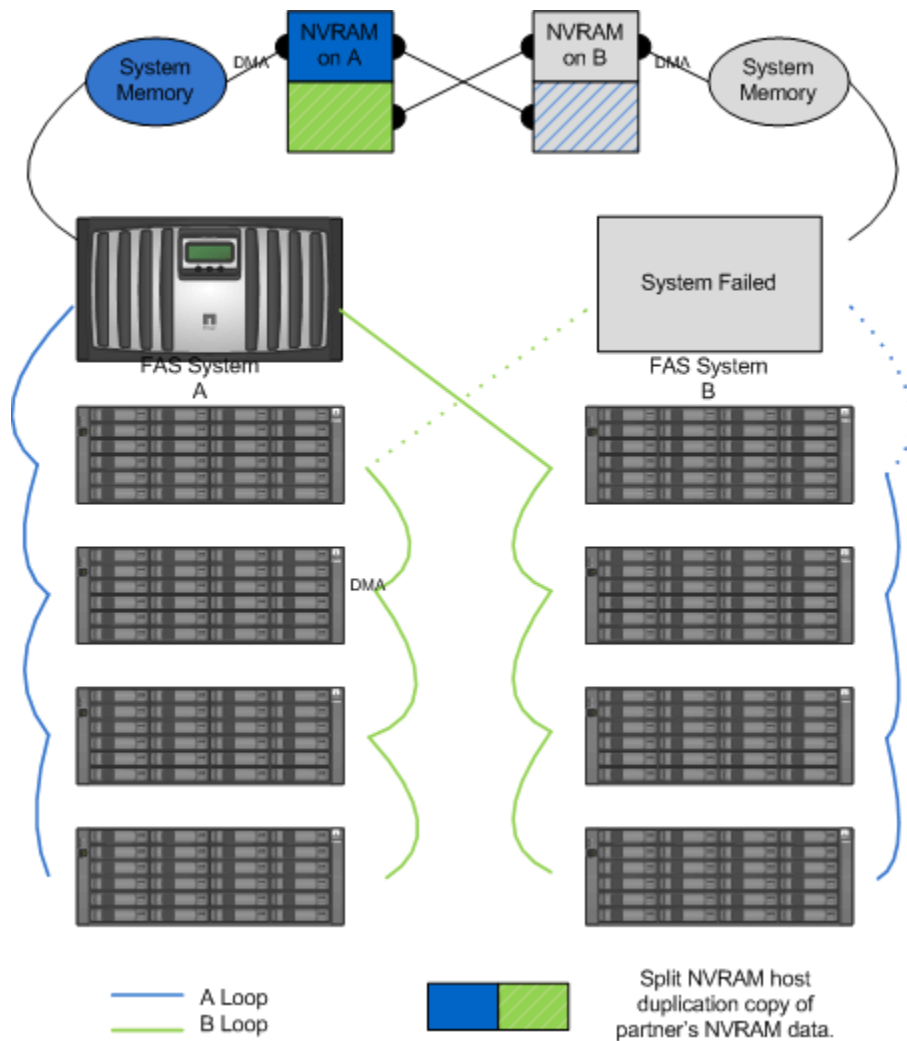 NVRAM
on A
NVRAM
on B
DMA
DMA
System
Memory
System
Memory
System Failed
FAS System
A
FAS System
B
DMA
A Loop
B Loop
Split NVRAM host
duplication copy of
partner's NVRAM data.